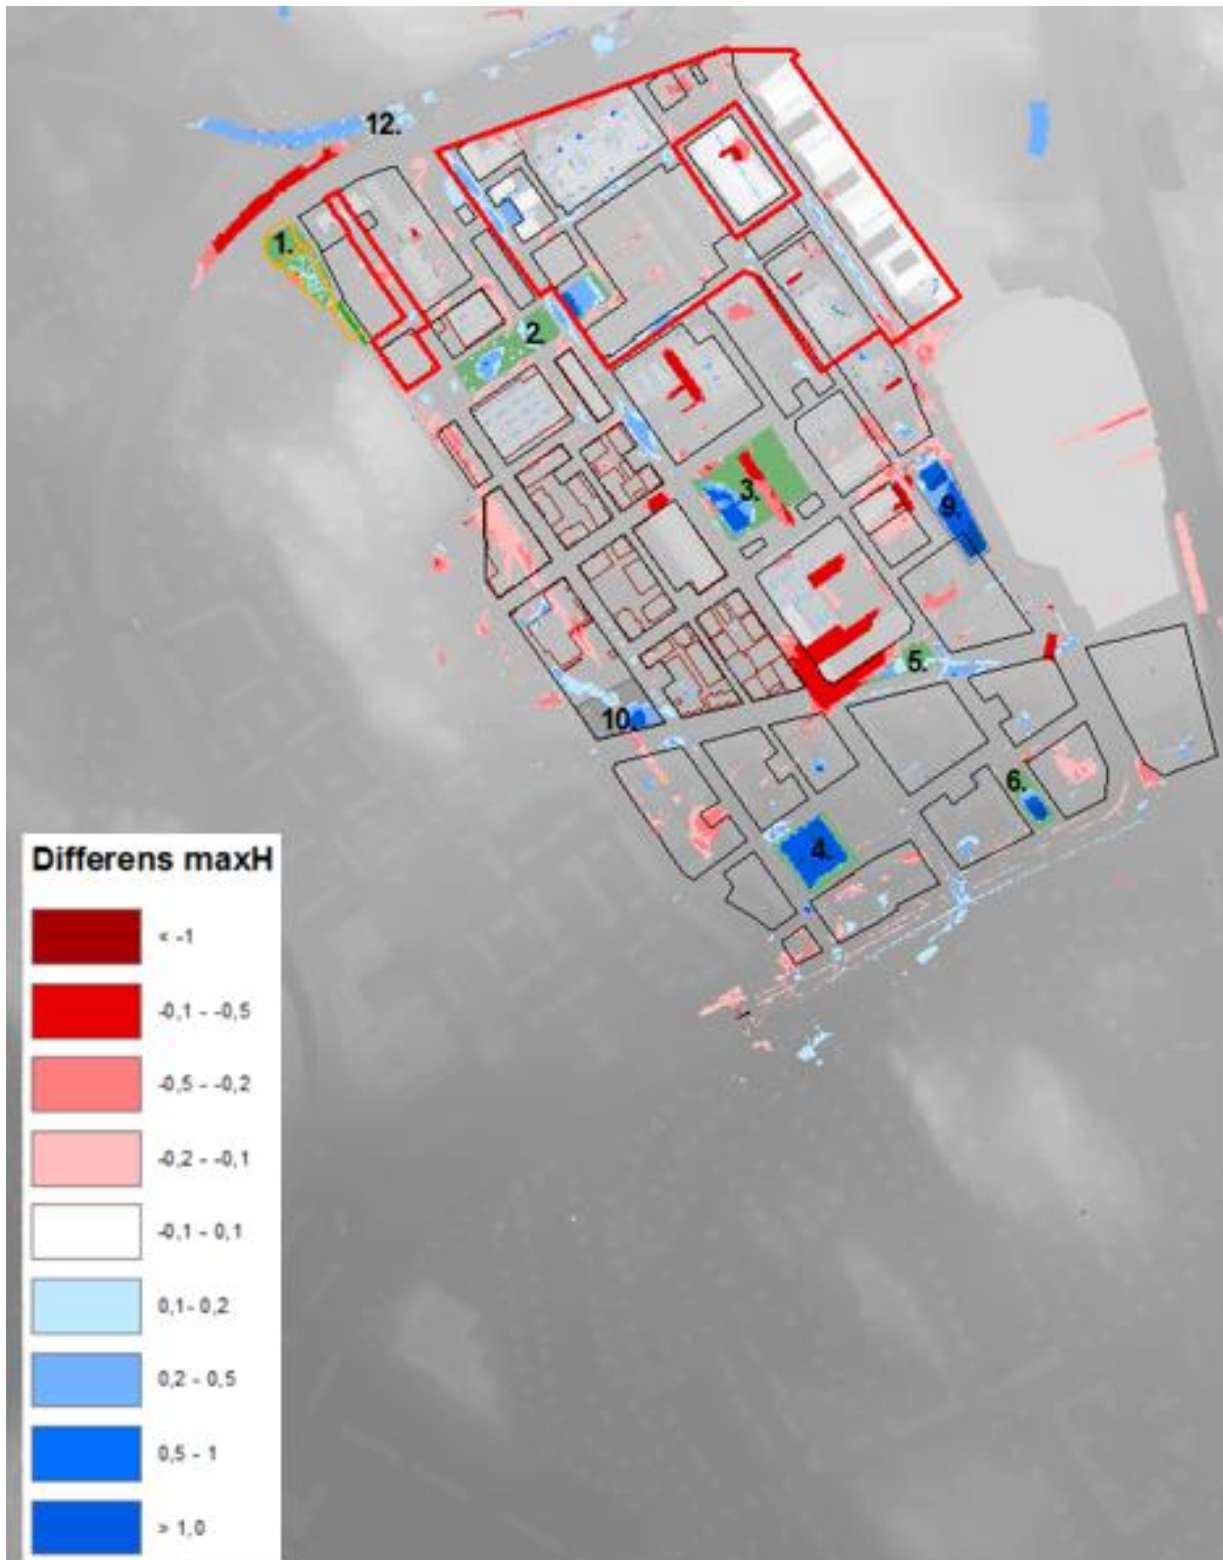 12.
1.
2.
3.
9.
5.
10.
6.
4.
Differens maxH
< -1
-0,1 - -0,5
-0,5 - -0,2
-0,2 - -0,1
-0,1 - 0,1
0,1- 0,2
0,2 - 0,5
0,5 - 1
> 1,0